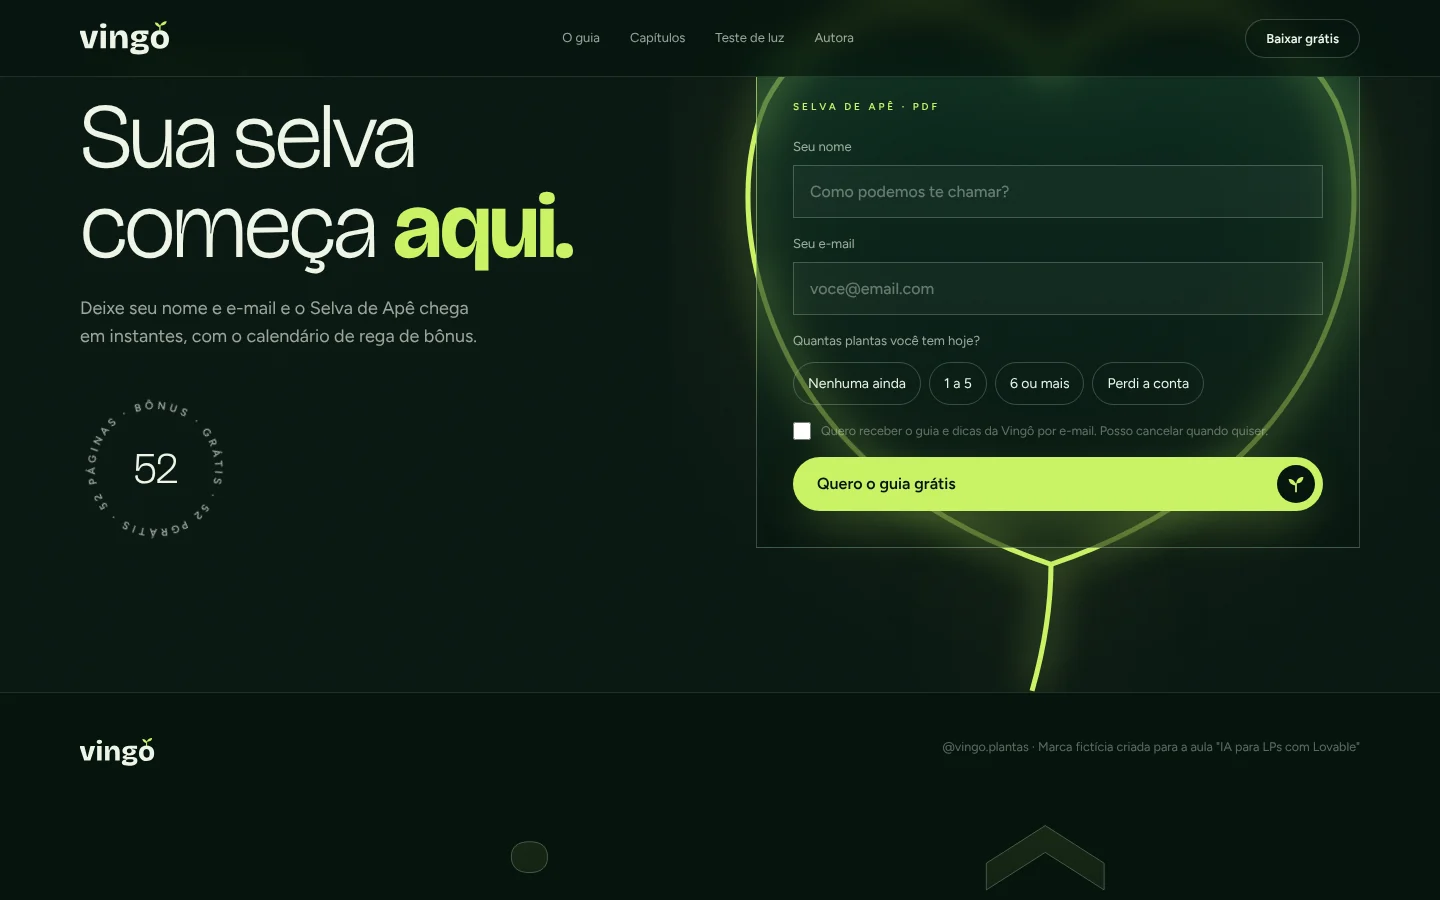 vingô
O guia
Capítulos
Teste de luz
Autora
Baixar grátis
Sua selva
começa aqui.
Deixe seu nome e e-mail e o Selva de Apê chega
em instantes, com o calendário de rega de bônus.
52 PÁGINAS · BÔNUS · GRÁTIS · 52 PGRÁTIS ·
52
SELVA DE APÊ · PDF
Seu nome
Como podemos te chamar?
Seu e-mail
voce@email.com
Quantas plantas você tem hoje?
Nenhuma ainda
1 a 5
6 ou mais
Perdi a conta
Quero receber o guia e dicas da Vingô por e-mail. Posso cancelar quando quiser.
Quero o guia grátis
vingô
@vingo.plantas · Marca fictícia criada para a aula "IA para LPs com Lovable"